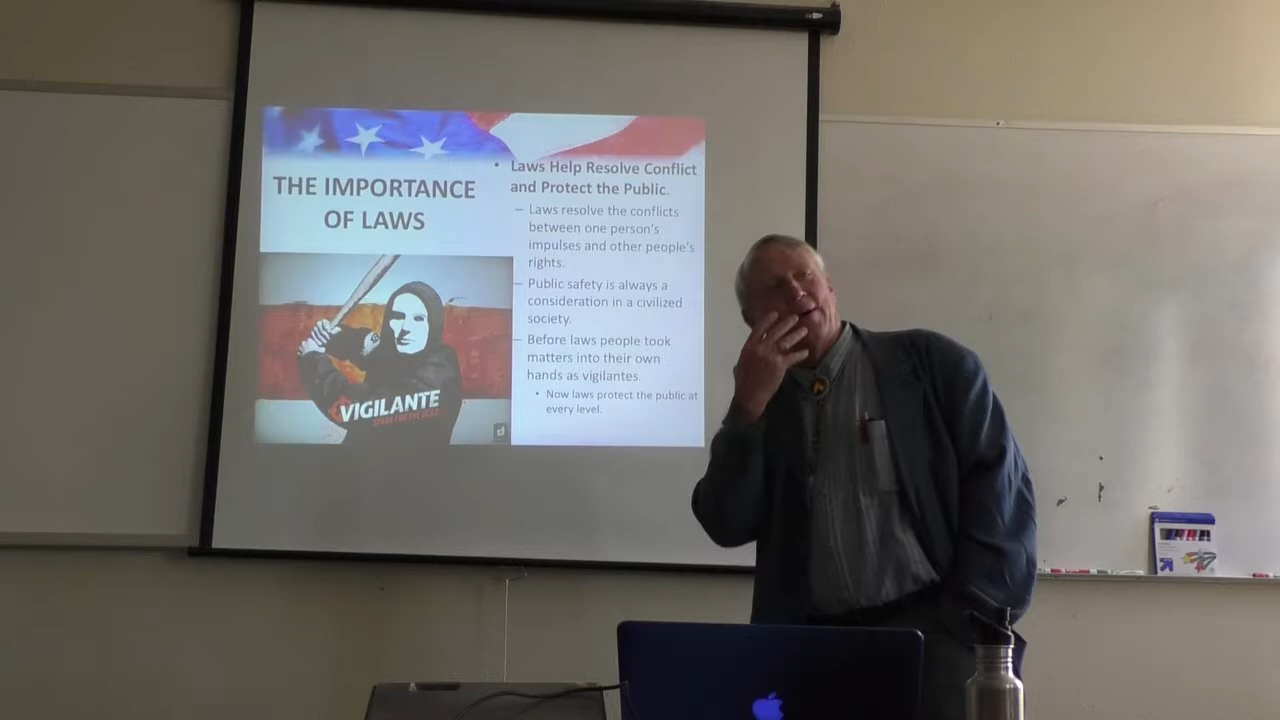 THE IMPORTANCE
OF LAWS
VIGILANTE
• Laws Help Resolve Conflict
and Protect the Public.
– Laws resolve the conflicts
between one person's
impulses and other people's
rights.
– Public safety is always a
consideration in a civilized
society.
– Before laws people took
matters into their own
hands as vigilantes.
• Now laws protect the public at
every level.